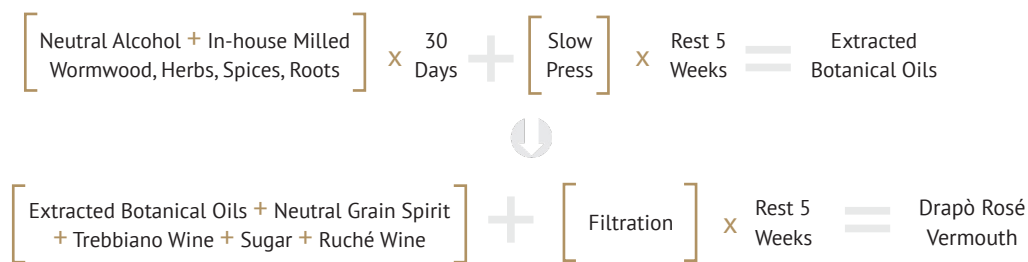 [Neutral Alcohol + In-house Milled
Wormwood, Herbs, Spices, Roots] x 30
Days + [Slow
Press] x Rest 5
Weeks = Extracted
Botanical Oils
[Extracted Botanical Oils + Neutral Grain Spirit
+ Trebbiano Wine + Sugar + Ruché Wine] + [Filtration] x Rest 5
Weeks = Drapò Rosé
Vermouth